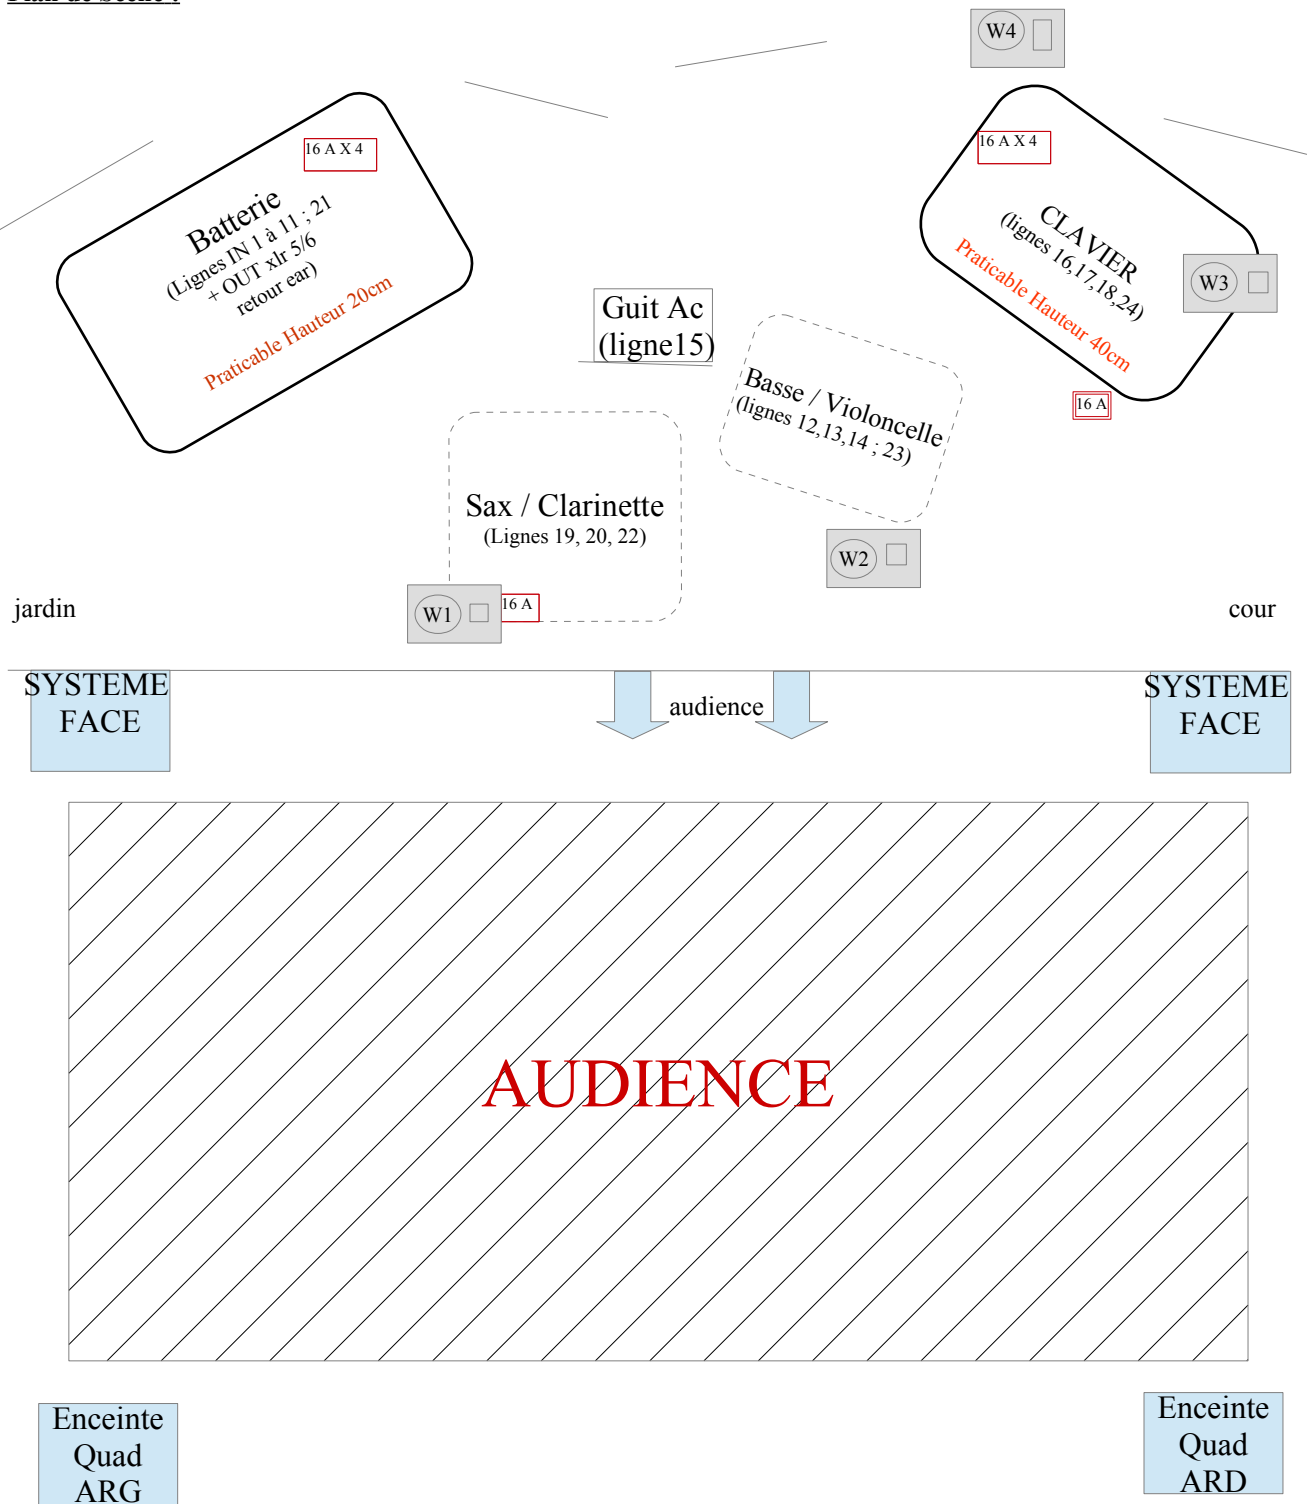 Plan de Scène :
W4
16 A X 4
16 A X 4
Batterie
(Lignes IN 1 à 11 ; 21
+ OUT xlr 5/6
retour ear)
Praticable Hauteur 20cm
CLAVIER
(lignes 16,17,18,24)
Praticable Hauteur 40cm
W3
Guit Ac
(ligne15)
Basse / Violoncelle
(lignes 12,13,14 ; 23)
16 A
Sax / Clarinette
(Lignes 19, 20, 22)
W2
W1
16 A
jardin
cour
SYSTEME
FACE
audience
SYSTEME
FACE
AUDIENCE
Enceinte
Quad
ARG
Enceinte
Quad
ARD